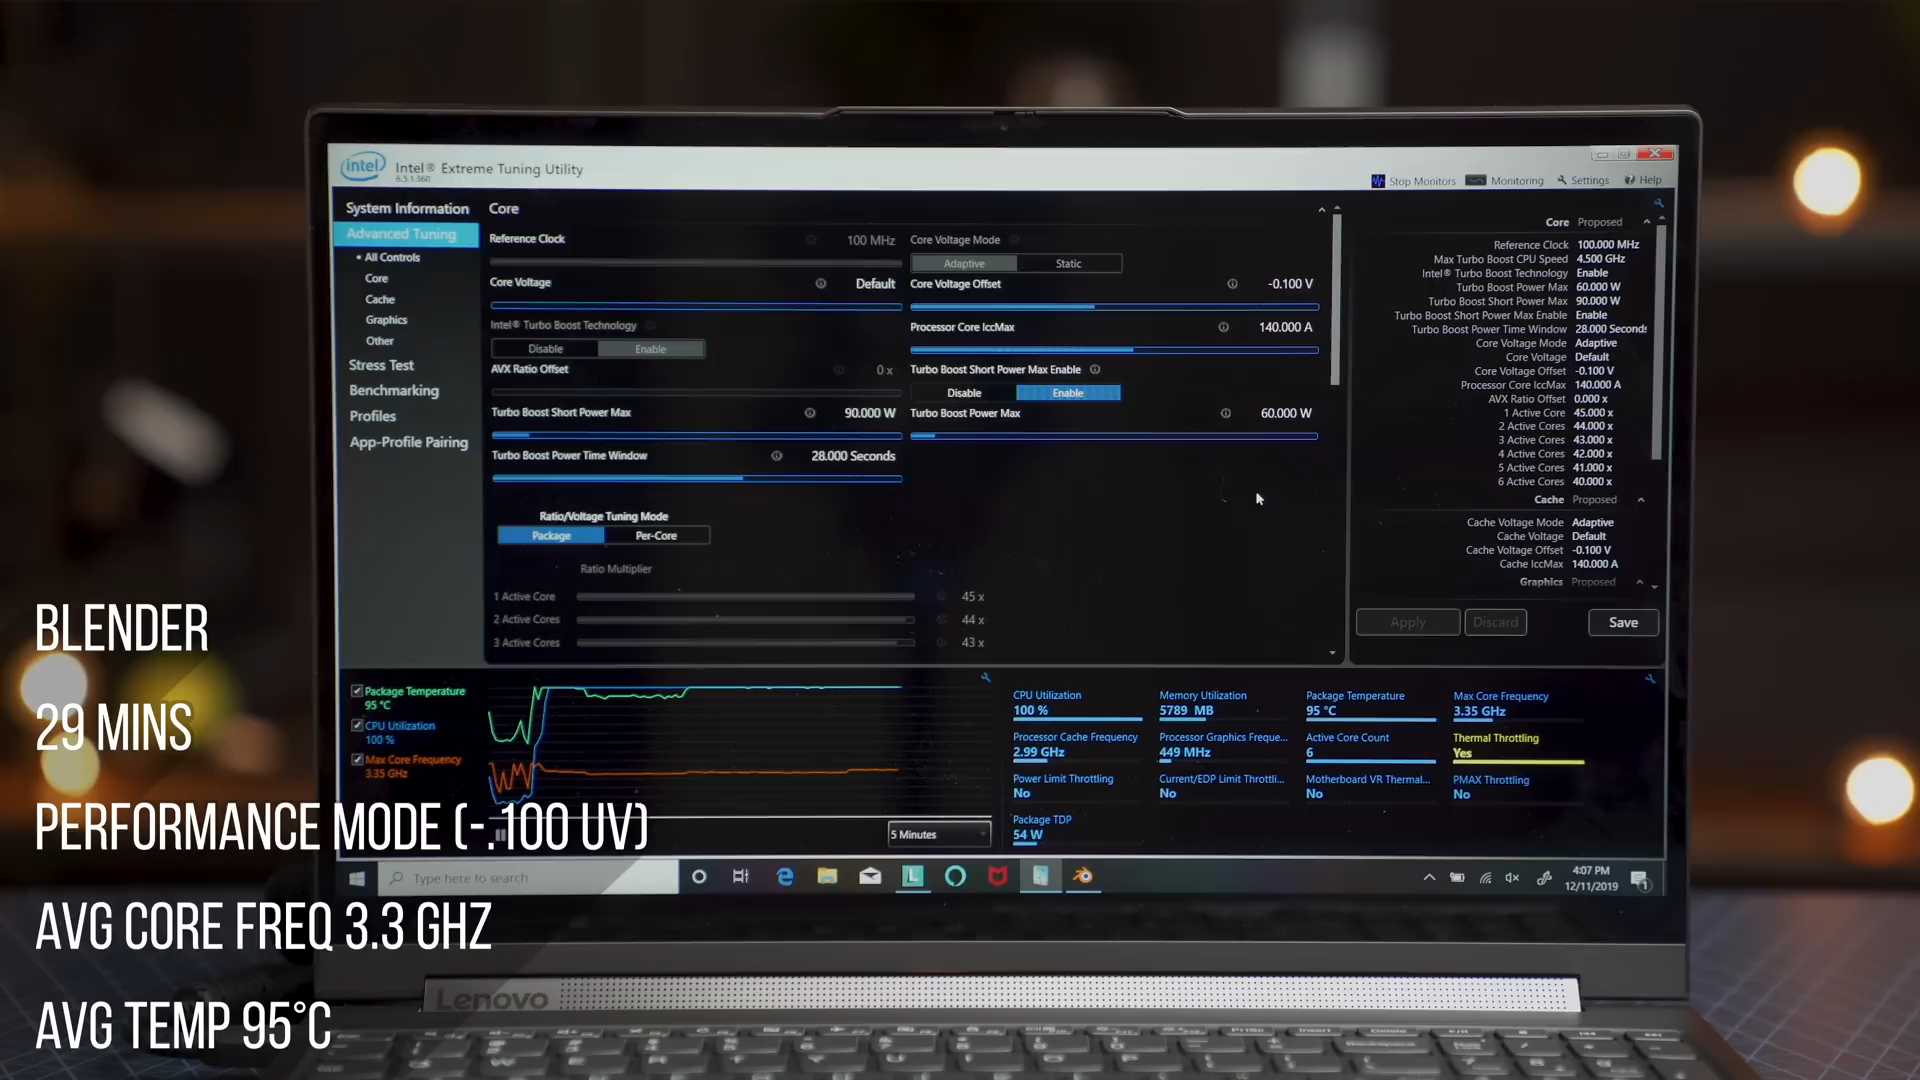 intel
Intel® Extreme Tuning Utility
6.5.1.360
Stop Monitors
Monitoring
Settings
Help
System Information
Advanced Tuning
All Controls
Core
Cache
Graphics
Other
Stress Test
Benchmarking
Profiles
App-Profile Pairing
Core
Reference Clock 100 MHz
Core Voltage Default
Intel® Turbo Boost Technology
Disable Enable
AVX Ratio Offset 0 x
Turbo Boost Short Power Max 90.000 W
Turbo Boost Power Time Window 28.000 Seconds
Core Voltage Mode
Adaptive Static
Core Voltage Offset -0.100 V
Processor Core IccMax 140.000 A
Turbo Boost Short Power Max Enable
Disable Enable
Turbo Boost Power Max 60.000 W
Ratio/Voltage Tuning Mode
Package Per-Core
Ratio Multiplier
1 Active Core 45 x
2 Active Cores 44 x
3 Active Cores 43 x
Core Proposed
Reference Clock 100.000 MHz
Max Turbo Boost CPU Speed 4.500 GHz
Intel® Turbo Boost Technology Enable
Turbo Boost Power Max 60.000 W
Turbo Boost Short Power Max 90.000 W
Turbo Boost Short Power Max Enable Enable
Turbo Boost Power Time Window 28.000 Seconds
Core Voltage Mode Adaptive
Core Voltage Default
Core Voltage Offset -0.100 V
Processor Core IccMax 140.000 A
AVX Ratio Offset 0.000 x
1 Active Core 45.000 x
2 Active Cores 44.000 x
3 Active Cores 43.000 x
4 Active Cores 42.000 x
5 Active Cores 41.000 x
6 Active Cores 40.000 x
Cache Proposed
Cache Voltage Mode Adaptive
Cache Voltage Default
Cache Voltage Offset -0.100 V
Cache IccMax 140.000 A
Graphics Proposed
Apply Discard Save
Package Temperature
95 °C
CPU Utilization
100 %
Max Core Frequency
3.35 GHz
5 Minutes
CPU Utilization
100 %
Memory Utilization
5789 MB
Package Temperature
95 °C
Max Core Frequency
3.35 GHz
Processor Cache Frequency
2.99 GHz
Processor Graphics Freque...
449 MHz
Active Core Count
6
Thermal Throttling
Yes
Power Limit Throttling
No
Current/EDP Limit Throttli...
No
Motherboard VR Thermal...
No
PMAX Throttling
No
Package TDP
54 W
Type here to search
L
4:07 PM
12/11/2019
1
Lenovo
BLENDER
29 MINS
PERFORMANCE MODE (- .100 UV)
AVG CORE FREQ 3.3 GHZ
AVG TEMP 95°C